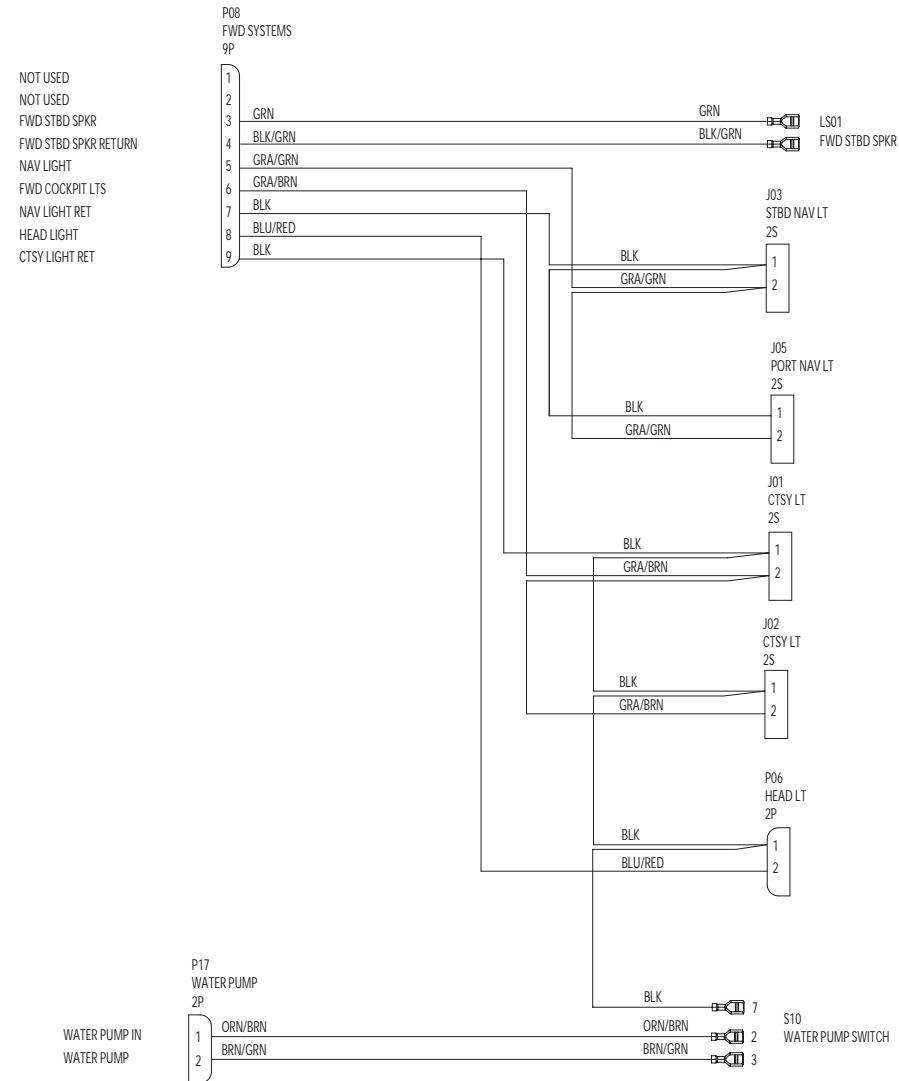 P08
FWD SYSTEMS
9P
NOT USED
NOT USED
FWD STBD SPKR
FWD STBD SPKR RETURN
NAV LIGHT
FWD COCKPIT LTS
NAV LIGHT RET
HEAD LIGHT
CTSY LIGHT RET
1
2
3
4
5
6
7
8
9
GRN
BLK/GRN
GRA/GRN
GRA/BRN
BLK
BLU/RED
BLK
GRN
BLK/GRN
LS01
FWD STBD SPKR
J03
STBD NAV LT
2S
BLK
1
GRA/GRN
2
J05
PORT NAV LT
2S
BLK
1
GRA/GRN
2
J01
CTSY LT
2S
BLK
1
GRA/BRN
2
J02
CTSY LT
2S
BLK
1
GRA/BRN
2
P06
HEAD LT
2P
BLK
1
BLU/RED
2
P17
WATER PUMP
2P
WATER PUMP IN
WATER PUMP
1
2
ORN/BRN
BRN/GRN
BLK
7
ORN/BRN
2
BRN/GRN
3
S10
WATER PUMP SWITCH